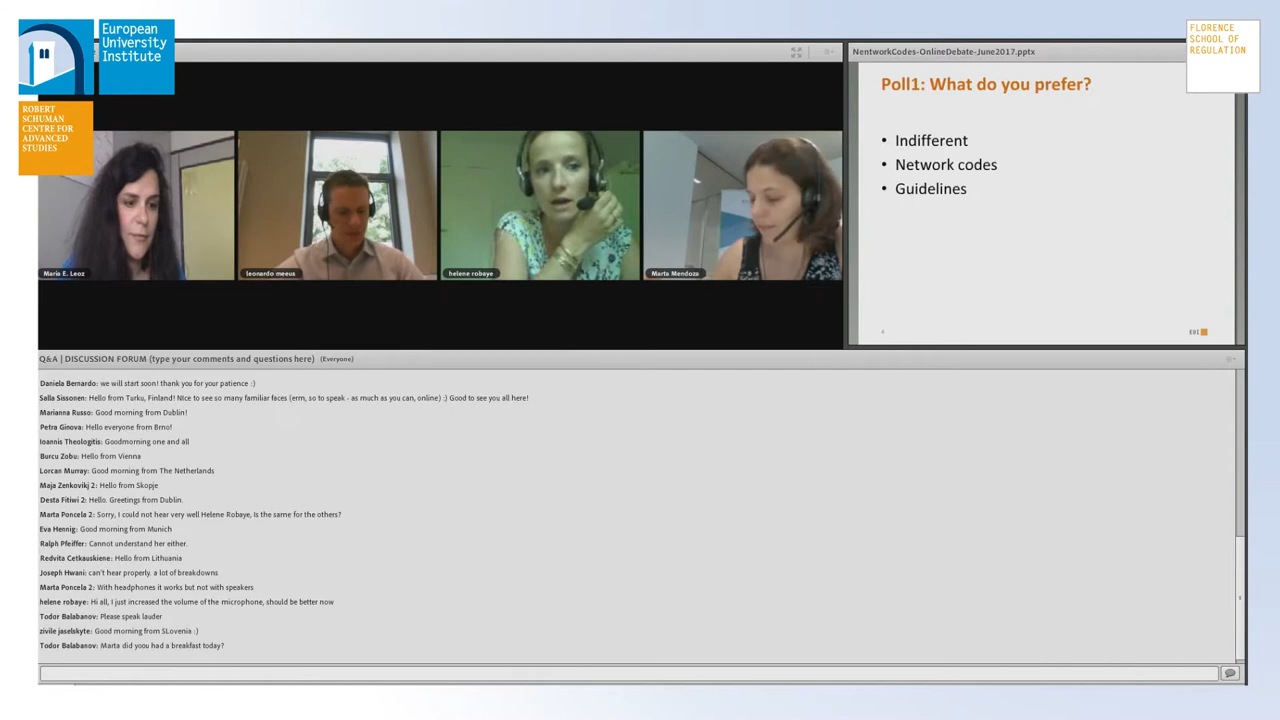 European
University
Institute
ROBERT
SCHUMAN
CENTRE FOR
ADVANCED
STUDIES
FLORENCE
SCHOOL OF
REGULATION
Maria E. Leoz
leonardo meeus
helene robaye
Marta Mendoza
NentworkCodes-OnlineDebate-June2017.pptx
Poll1: What do you prefer?
• Indifferent
• Network codes
• Guidelines
4
EUI
Q&A | DISCUSSION FORUM (type your comments and questions here) (Everyone)
Daniela Bernardo: we will start soon! thank you for your patience :)
Salla Sissonen: Hello from Turku, Finland! NIce to see so many familiar faces (erm, so to speak - as much as you can, online) :) Good to see you all here!
Marianna Russo: Good morning from Dublin!
Petra Ginova: Hello everyone from Brno!
Ioannis Theologitis: Goodmorning one and all
Burcu Zobu: Hello from Vienna
Lorcan Murray: Good morning from The Netherlands
Maja Zenkovikj 2: Hello from Skopje
Desta Fitiwi 2: Hello. Greetings from Dublin.
Marta Poncela 2: Sorry, I could not hear very well Helene Robaye, Is the same for the others?
Eva Hennig: Good morning from Munich
Ralph Pfeiffer: Cannot understand her either.
Redvita Cetkauskiene: Hello from Lithuania
Joseph Hwani: can't hear properly. a lot of breakdowns
Marta Poncela 2: With headphones it works but not with speakers
helene robaye: Hi all, I just increased the volume of the microphone, should be better now
Todor Balabanov: Please speak lauder
zivile jaselskyte: Good morning from SLovenia :)
Todor Balabanov: Marta did yoou had a breakfast today?